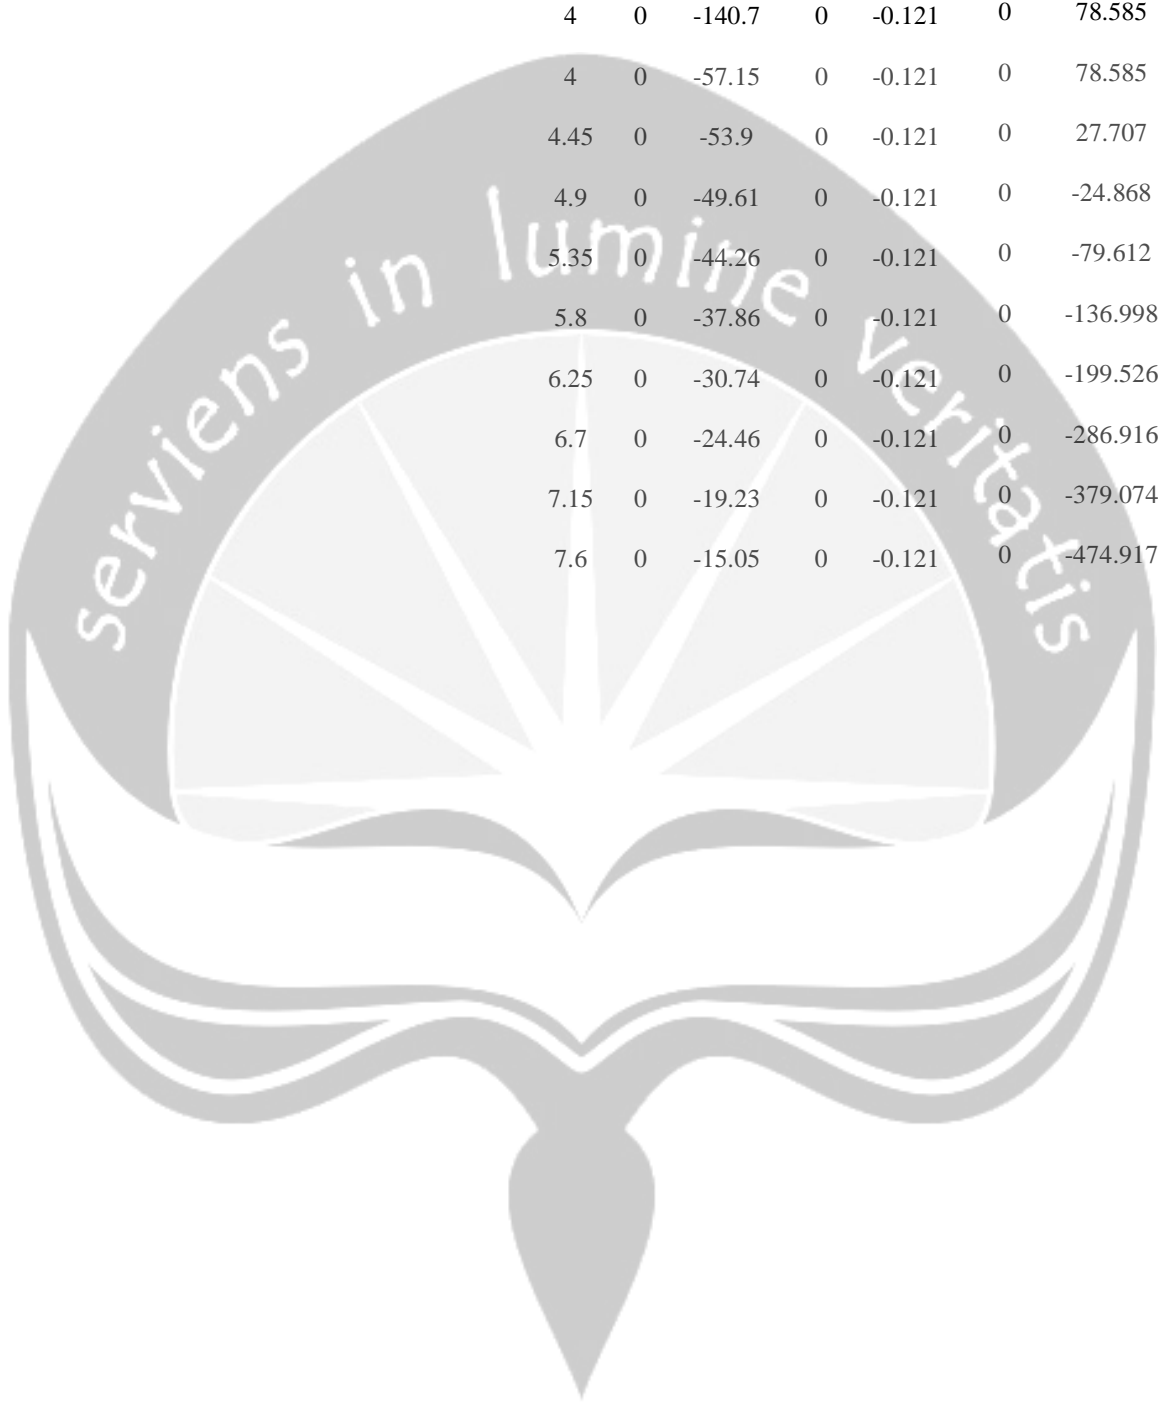 4 0 -140.7 0 -0.121 0 78.585
4 0 -57.15 0 -0.121 0 78.585
4.45 0 -53.9 0 -0.121 0 27.707
4.9 0 -49.61 0 -0.121 0 -24.868
5.35 0 -44.26 0 -0.121 0 -79.612
5.8 0 -37.86 0 -0.121 0 -136.998
6.25 0 -30.74 0 -0.121 0 -199.526
6.7 0 -24.46 0 -0.121 0 -286.916
7.15 0 -19.23 0 -0.121 0 -379.074
7.6 0 -15.05 0 -0.121 0 -474.917
serviens in lumine veritatis